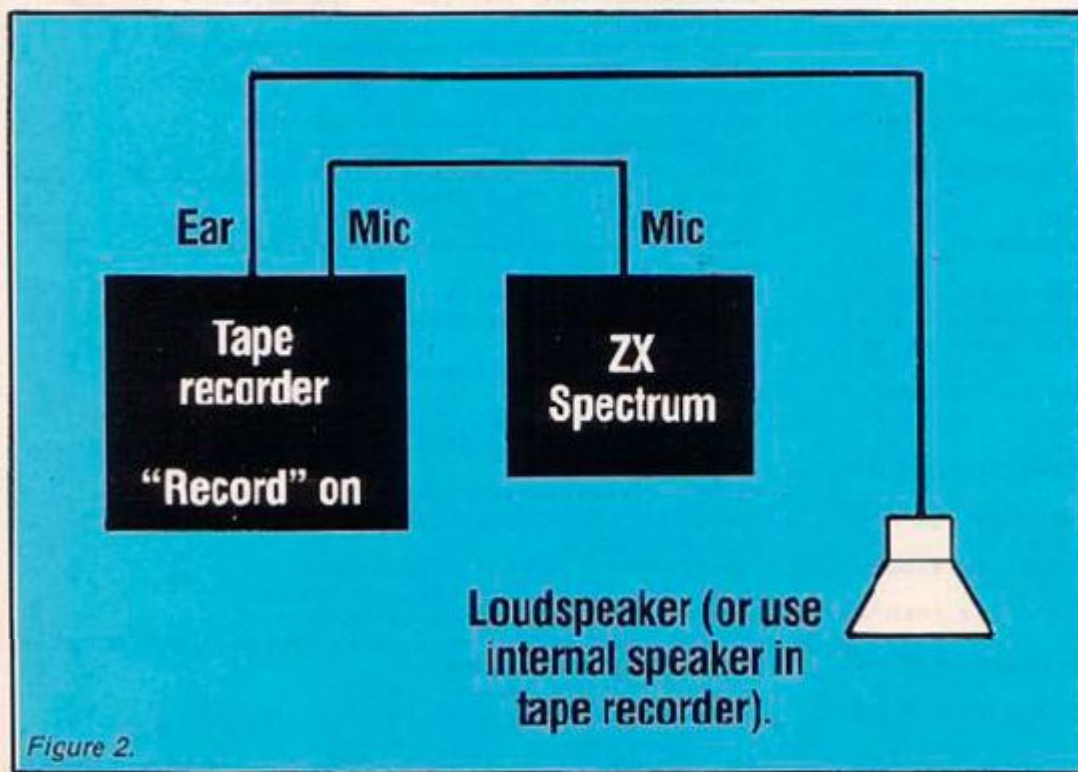 Ear
Mic
Mic
Tape
recorder
“Record” on
ZX
Spectrum
Loudspeaker (or use
internal speaker in
tape recorder).
Figure 2.